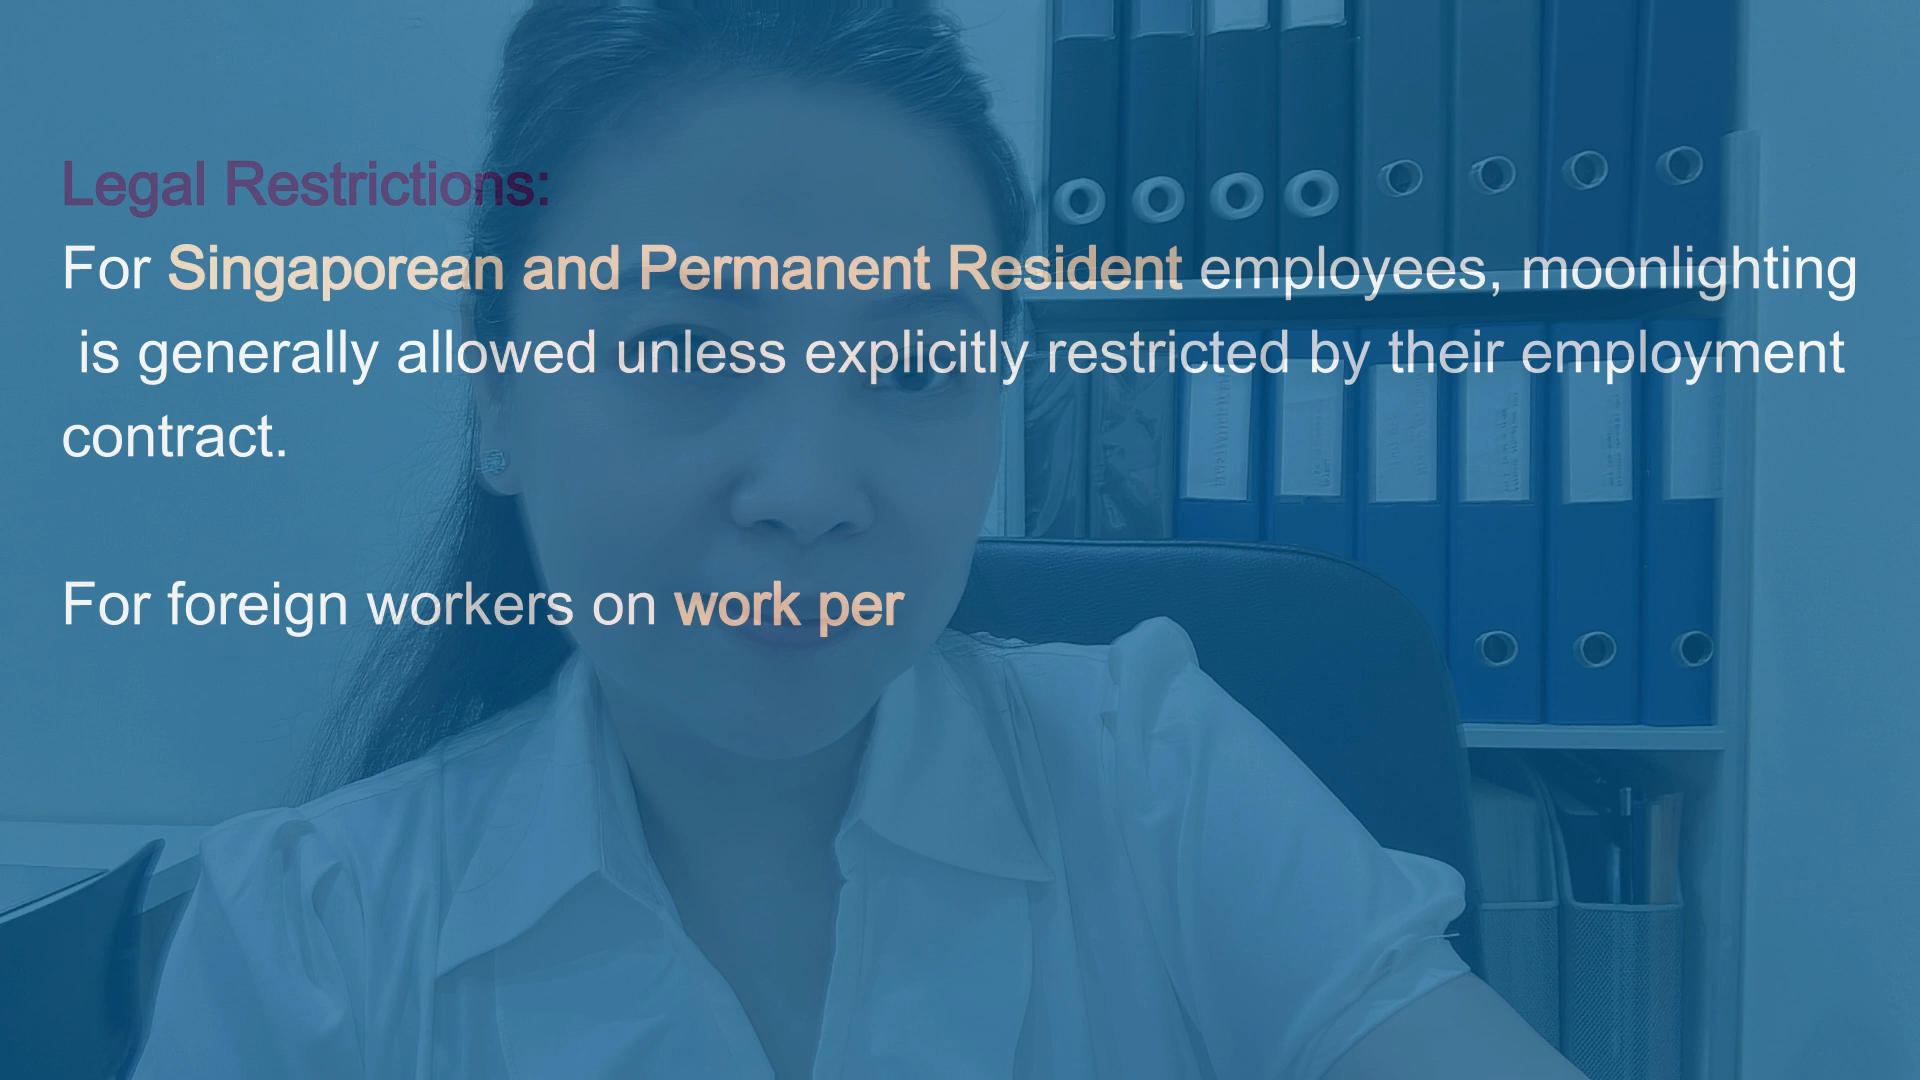 Legal Restrictions:
For Singaporean and Permanent Resident employees, moonlighting
is generally allowed unless explicitly restricted by their employment
contract.
For foreign workers on work per